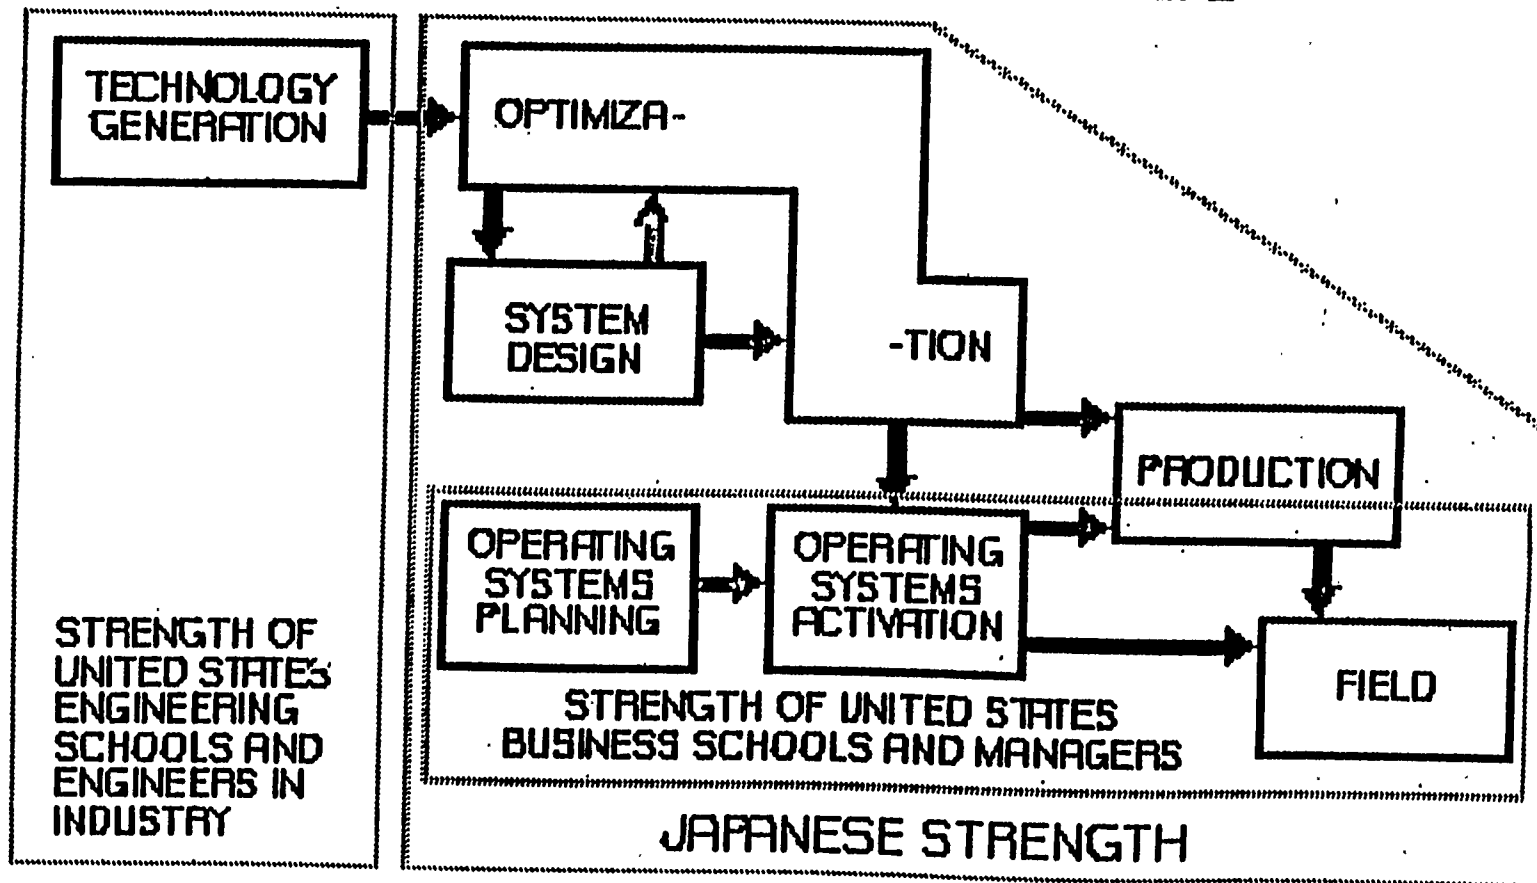 TECHNOLOGY
GENERATION
OPTIMIZA-
SYSTEM
DESIGN
-TION
PRODUCTION
OPERATING
SYSTEMS
PLANNING
OPERATING
SYSTEMS
ACTIVATION
FIELD
STRENGTH OF
UNITED STATES
ENGINEERING
SCHOOLS AND
ENGINEERS IN
INDUSTRY
STRENGTH OF UNITED STATES
BUSINESS SCHOOLS AND MANAGERS
JAPANESE STRENGTH